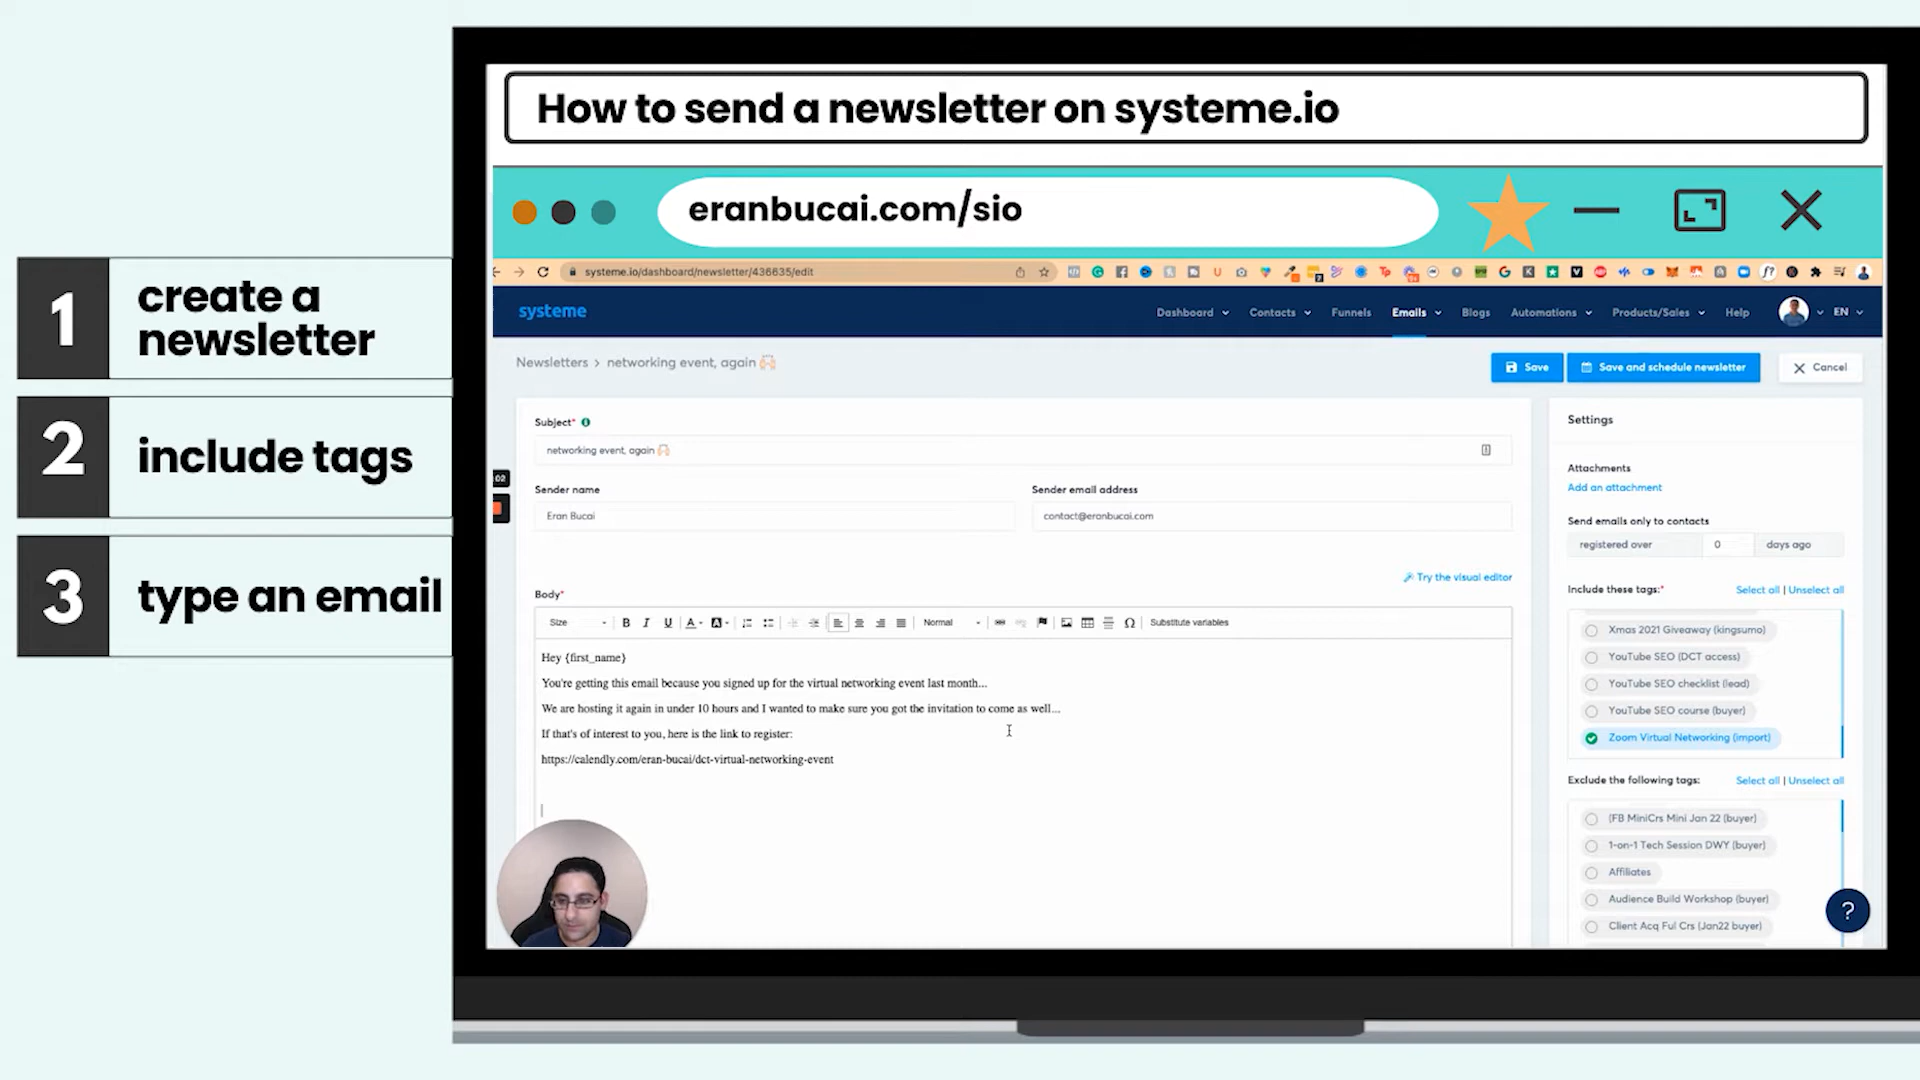 How to send a newsletter on systeme.io
eranbucai.com/sio
1
create a
newsletter
2
include tags
3
type an email
systeme.io/dashboard/newsletter/436635/edit
systeme
Dashboard
Contacts
Funnels
Emails
Blogs
Automations
Products/Sales
Help
EN
Newsletters > networking event, again
Save
Save and schedule newsletter
Cancel
Subject*
networking event, again
Sender name
Sender email address
Eran Bucai
contact@eranbucai.com
Try the visual editor
Body*
Size
B I U A A
Normal
Substitute variables
Hey {first_name}
You're getting this email because you signed up for the virtual networking event last month...
We are hosting it again in under 10 hours and I wanted to make sure you got the invitation to come as well...
If that's of interest to you, here is the link to register:
https://calendly.com/eran-bucai/dct-virtual-networking-event
Settings
Attachments
Add an attachment
Send emails only to contacts
registered over 0 days ago
Include these tags:* Select all | Unselect all
Xmas 2021 Giveaway (kingsumo)
YouTube SEO (DCT access)
YouTube SEO checklist (lead)
YouTube SEO course (buyer)
Zoom Virtual Networking (import)
Exclude the following tags: Select all | Unselect all
(FB MiniCrs Mini Jan 22 (buyer)
1-on-1 Tech Session DWY (buyer)
Affiliates
Audience Build Workshop (buyer)
Client Acq Ful Crs (Jan22 buyer)
?